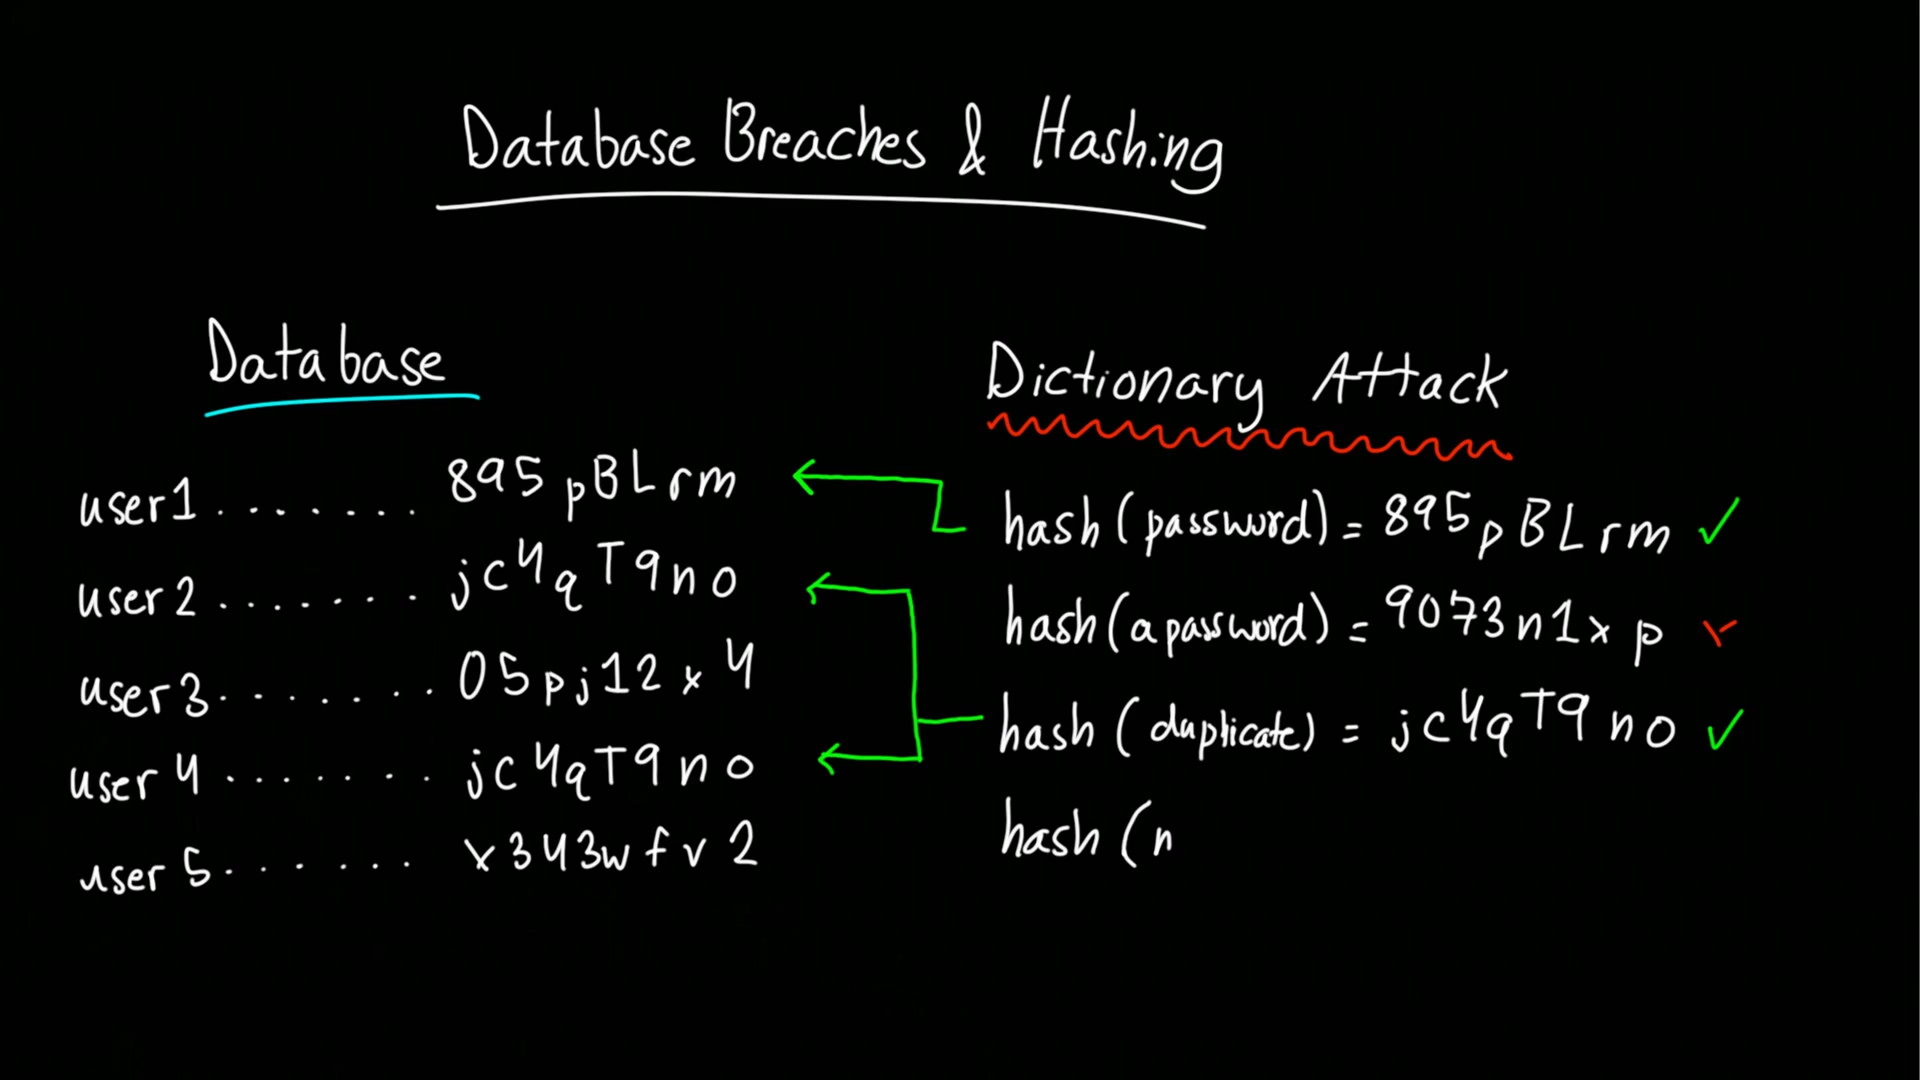 Database Breaches & Hashing
Database
user1 ....... 895pBLrm
user2 ....... jc4qT9no
user3 ....... 05pj12x4
user4 ....... jc4qT9no
user5 ...... x343wfv2
Dictionary Attack
hash(password) = 895pBLrm ✓
hash(apassword) = 9073n1xp ×
hash(duplicate) = jc4qT9no ✓
hash(n